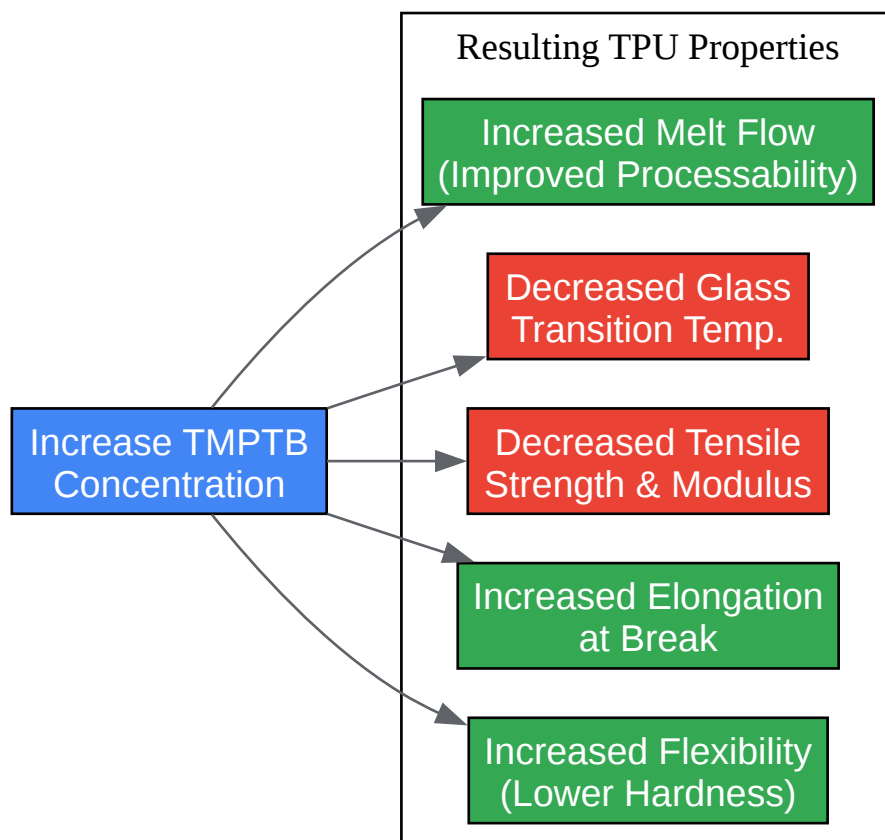 Resulting TPU Properties
Increased Melt Flow
(Improved Processability)
Decreased Glass
Transition Temp.
Increase TMPTB
Concentration
Decreased Tensile
Strength & Modulus
Increased Elongation
at Break
Increased Flexibility
(Lower Hardness)